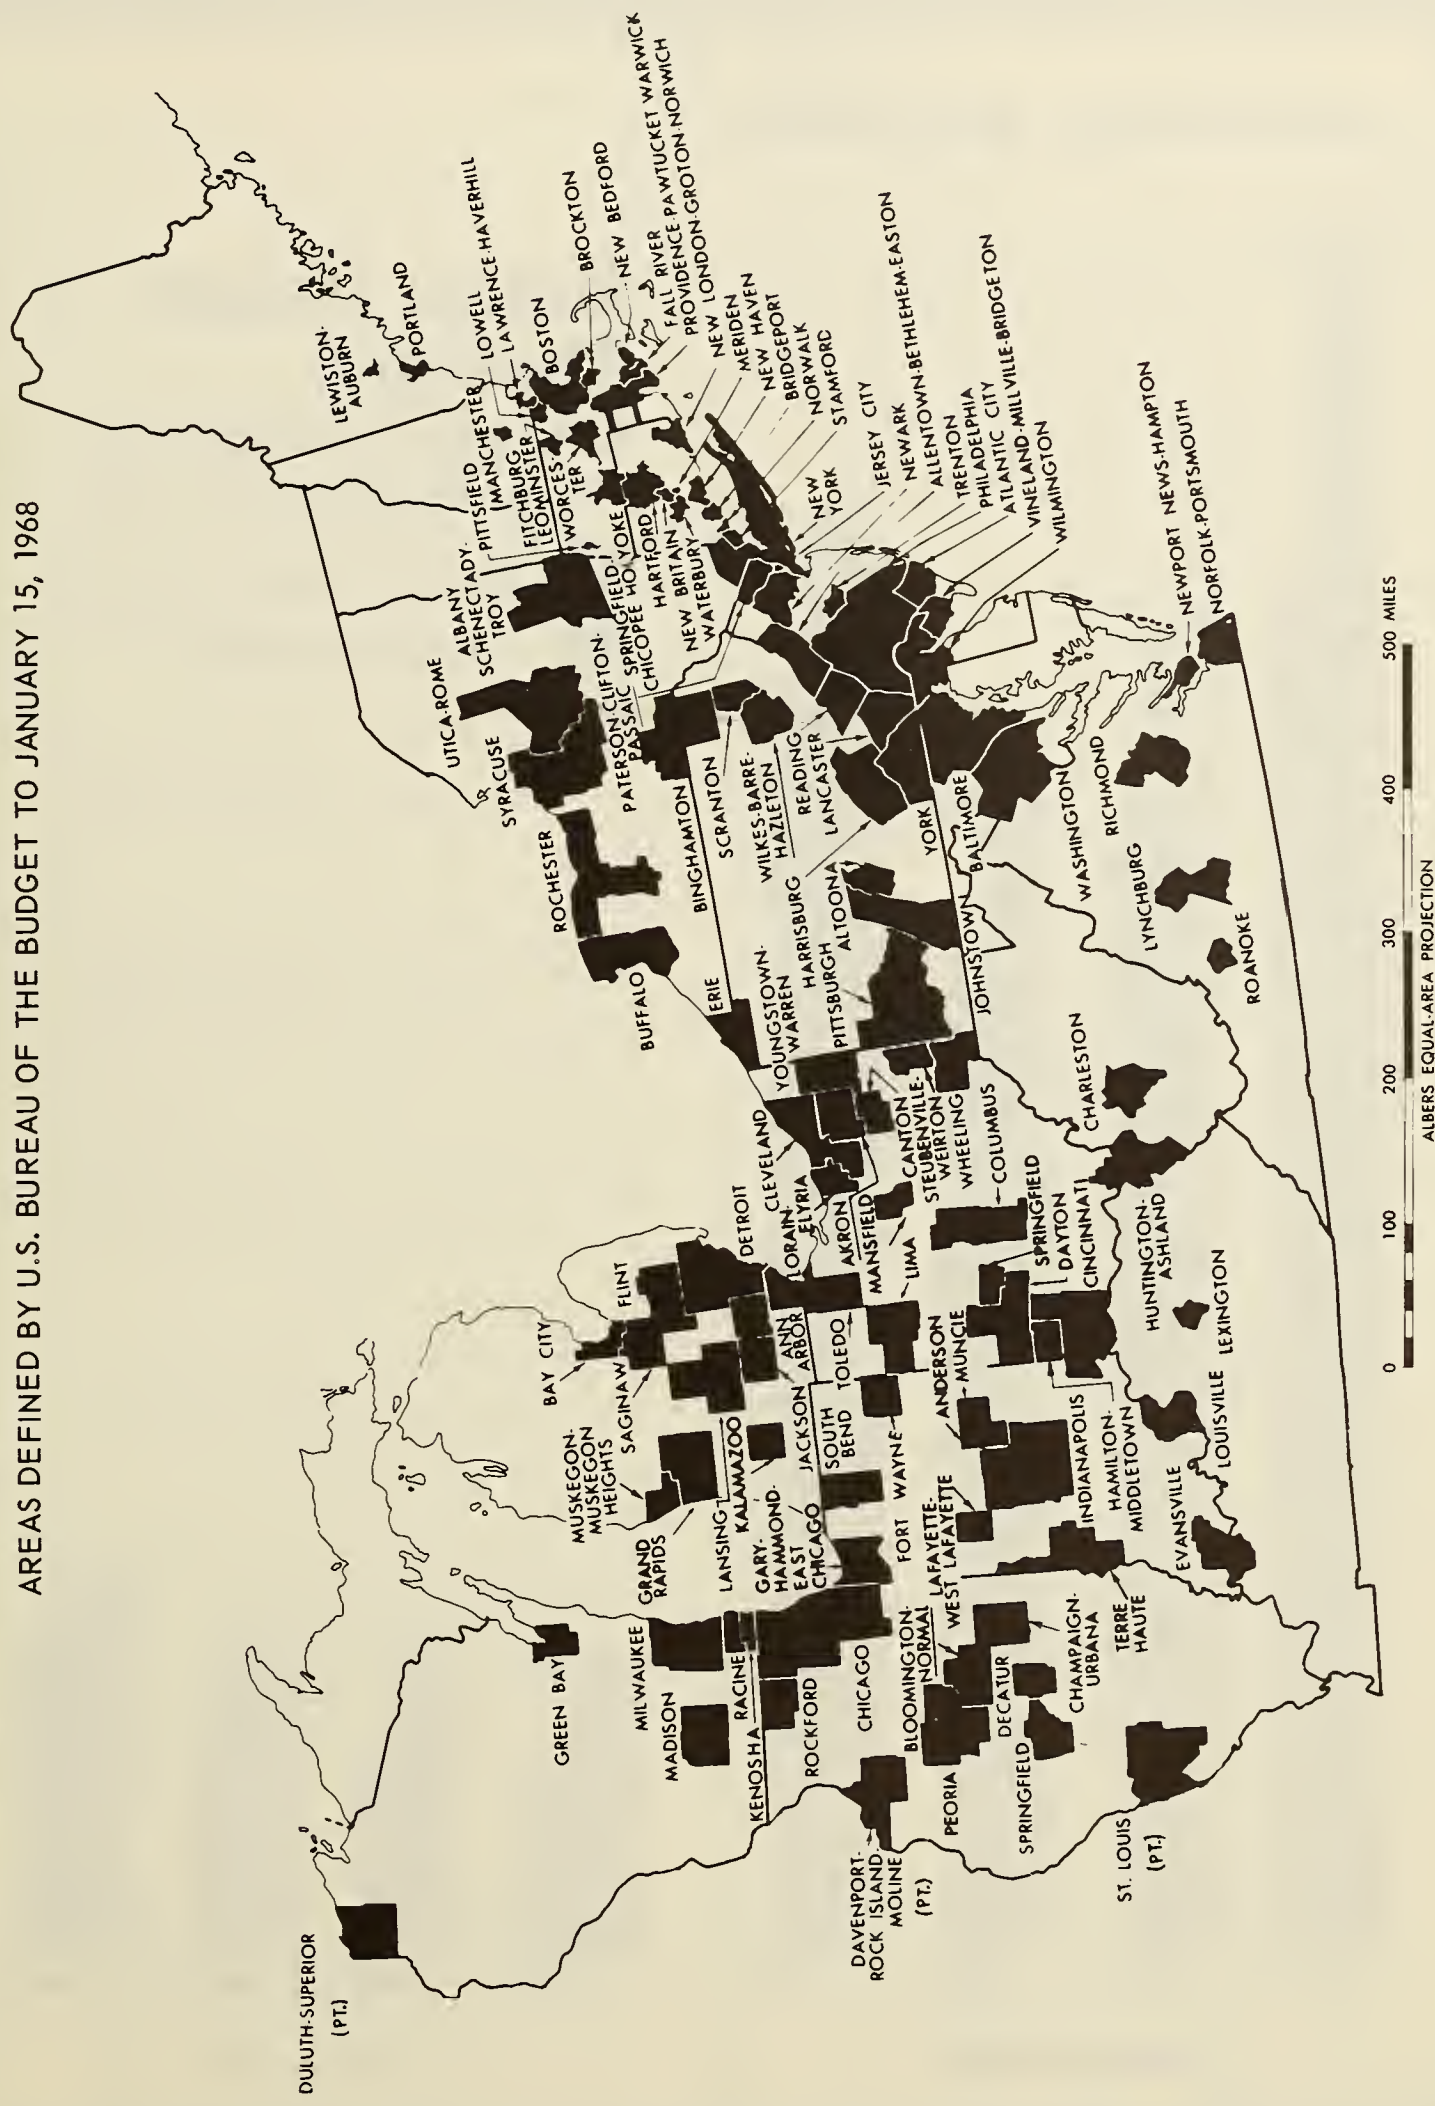 AREAS DEFINED BY U.S. BUREAU OF THE BUDGET TO JANUARY 15, 1968
DULUTH-SUPERIOR
(PT.)
GREEN BAY
MILWAUKEE
MADISON
RACINE
KENOSHA
ROCKFORD
CHICAGO
DAVENPORT-
ROCK ISLAND-
MOLINE
(PT.)
PEORIA
BLOOMINGTON-
NORMAL
SPRINGFIELD
DECATUR
CHAMPAIGN-
URBANA
ST. LOUIS
(PT.)
TERRE
HAUTE
EVANSVILLE
LAFAYETTE-
WEST LAFAYETTE
INDIANAPOLIS
HAMILTON-
MIDDLETOWN
LOUISVILLE
LEXINGTON
FORT WAYNE
ANDERSON
MUNCIE
SOUTH
BEND
GARY-
HAMMOND-
EAST
CHICAGO
KALAMAZOO
LANSING
GRAND
RAPIDS
MUSKEGON-
MUSKEGON
HEIGHTS
SAGINAW
BAY CITY
FLINT
DETROIT
ANN
ARBOR
JACKSON
TOLEDO
LIMA
LORAIN-
ELYRIA
CLEVELAND
AKRON
MANSFIELD
CANTON
STEUBENVILLE-
WEIRTON
WHEELING
COLUMBUS
SPRINGFIELD
DAYTON
CINCINNATI
HUNTINGTON-
ASHLAND
CHARLESTON
YOUNGSTOWN-
WARREN
ERIE
BUFFALO
ROCHESTER
SYRACUSE
UTICA-ROME
ALBANY
SCHENECTADY-
TROY
BINGHAMTON
SCRANTON
WILKES-BARRE-
HAZLETON
READING
LANCASTER
HARRISBURG
PITTSBURGH
ALTOONA
JOHNSTOWN
YORK
BALTIMORE
WASHINGTON
RICHMOND
LYNCHBURG
ROANOKE
NEWPORT NEWS-HAMPTON
NORFOLK-PORTSMOUTH
PATERSON-CLIFTON-
PASSAIC
SPRINGFIELD-
CHICOPEE HOLYOKE
HARTFORD
NEW BRITAIN
WATERBURY
PITTSFIELD
(MANCHESTER
FITCHBURG
LEOMINSTER
WORCES-
TER
LEWISTON-
AUBURN
PORTLAND
LOWELL
LAWRENCE-HAVERHILL
BOSTON
BROCKTON
NEW BEDFORD
FALL RIVER
PROVIDENCE-PAWTUCKET WARWICK
NEW LONDON-GROTON-NORWICH
MERIDEN
NEW HAVEN
BRIDGEPORT
NORWALK
STAMFORD
NEW
YORK
JERSEY CITY
NEWARK
ALLENTOWN-BETHLEHEM-EASTON
TRENTON
PHILADELPHIA
ATLANTIC CITY
VINELAND-MILLVILLE-BRIDGETON
WILMINGTON
0 100 200 300 400 500 MILES
ALBERS EQUAL-AREA PROJECTION